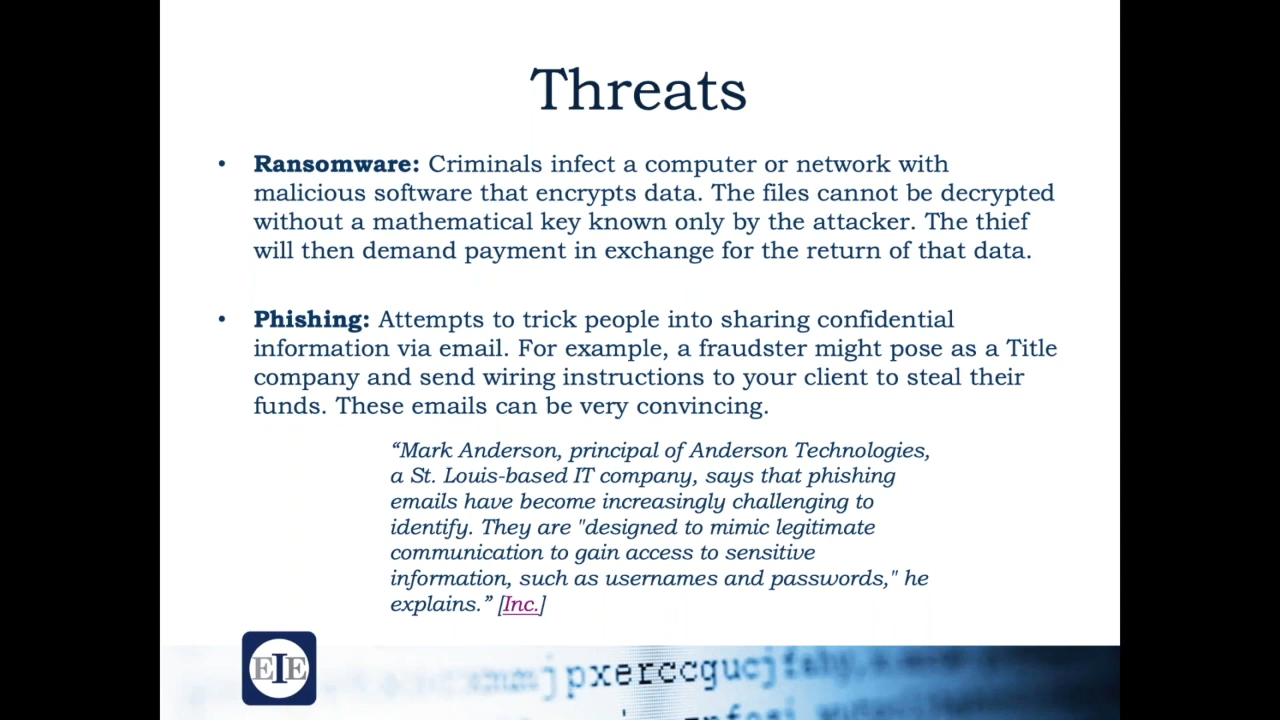 Threats
• Ransomware: Criminals infect a computer or network with
malicious software that encrypts data. The files cannot be decrypted
without a mathematical key known only by the attacker. The thief
will then demand payment in exchange for the return of that data.
• Phishing: Attempts to trick people into sharing confidential
information via email. For example, a fraudster might pose as a Title
company and send wiring instructions to your client to steal their
funds. These emails can be very convincing.
“Mark Anderson, principal of Anderson Technologies,
a St. Louis-based IT company, says that phishing
emails have become increasingly challenging to
identify. They are "designed to mimic legitimate
communication to gain access to sensitive
information, such as usernames and passwords," he
explains.” [Inc.]
EIE